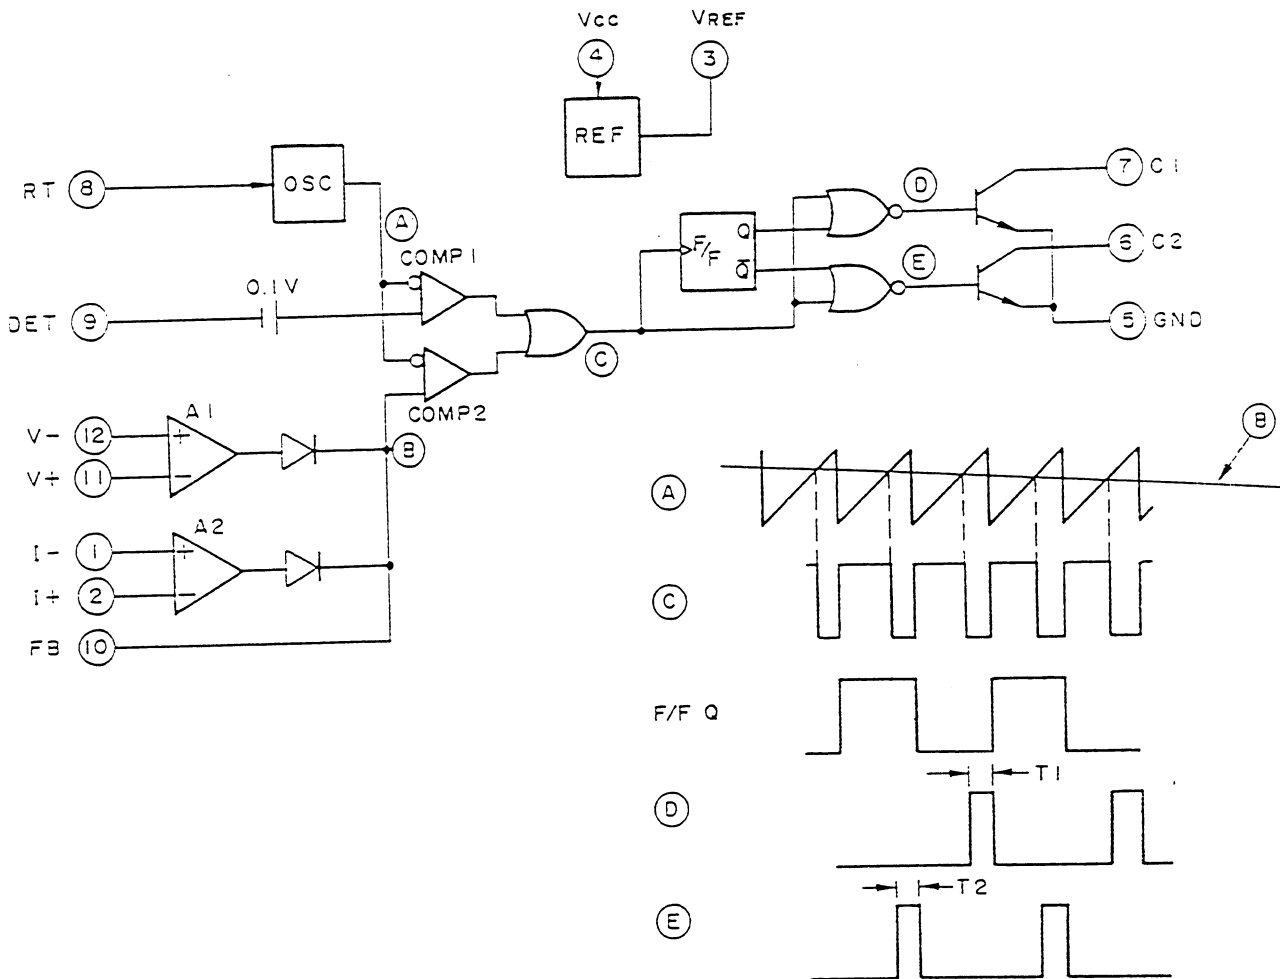 Vcc VREF
4 3
REF
RT 8 OSC
A
COMP1
0.1V
DET 9
COMP2
C
F/F Q Q̅
D
E
7 C1
6 C2
5 GND
A1
V- 12 +
V+ 11 -
B
A2
I- 1 +
I+ 2 -
FB 10
B
A
C
F/F Q
T1
D
T2
E